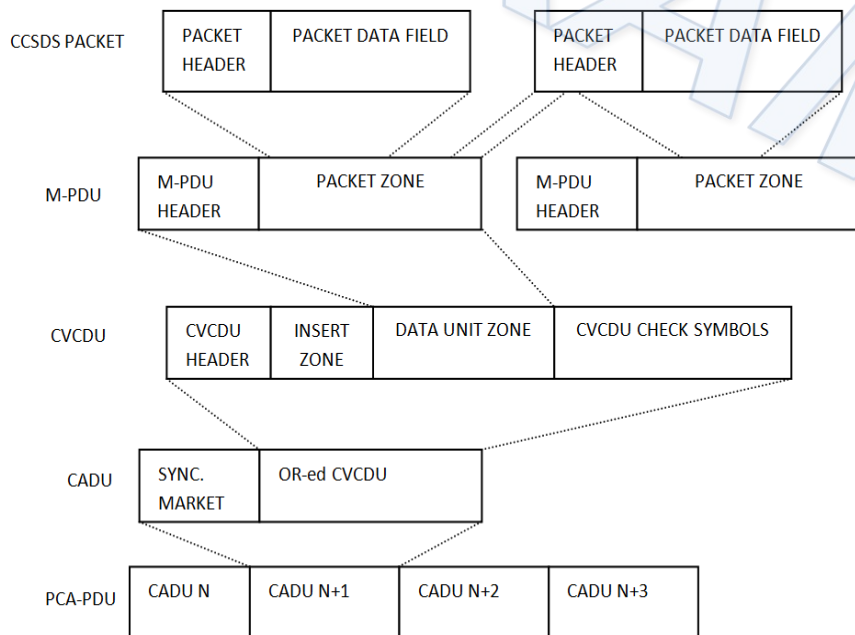 CCSDS PACKET
PACKET HEADER
PACKET DATA FIELD
PACKET HEADER
PACKET DATA FIELD
M-PDU
M-PDU HEADER
PACKET ZONE
M-PDU HEADER
PACKET ZONE
CVCDU
CVCDU HEADER
INSERT ZONE
DATA UNIT ZONE
CVCDU CHECK SYMBOLS
CADU
SYNC. MARKET
OR-ed CVCDU
PCA-PDU
CADU N
CADU N+1
CADU N+2
CADU N+3